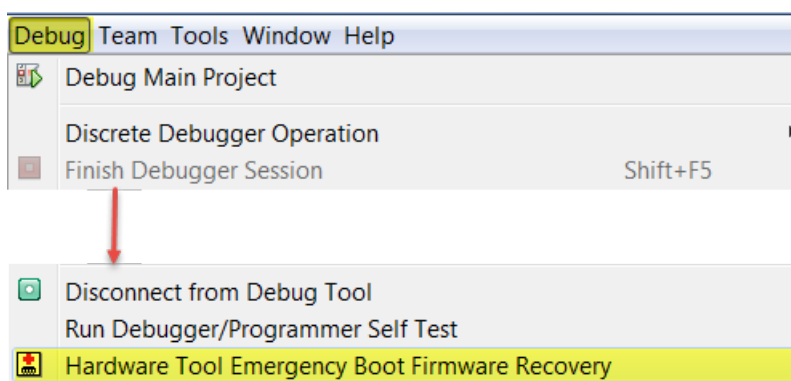 Debug Team Tools Window Help
Debug Main Project
Discrete Debugger Operation
Finish Debugger Session Shift+F5
Disconnect from Debug Tool
Run Debugger/Programmer Self Test
Hardware Tool Emergency Boot Firmware Recovery